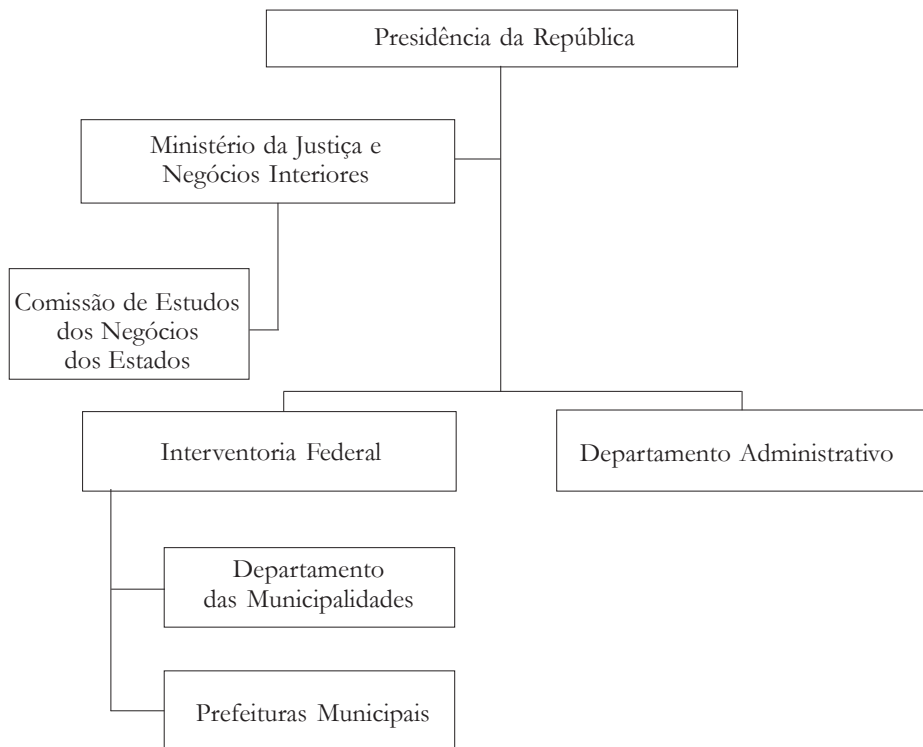 Presidência da República
Ministério da Justiça e
Negócios Interiores
Comissão de Estudos
dos Negócios
dos Estados
Interventoria Federal
Departamento Administrativo
Departamento
das Municipalidades
Prefeituras Municipais